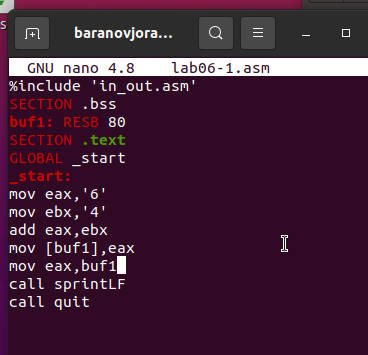 baranovjora...
GNU nano 4.8 lab06-1.asm
%include 'in_out.asm'
SECTION .bss
buf1: RESB 80
SECTION .text
GLOBAL _start
_start:
mov eax,'6'
mov ebx,'4'
add eax,ebx
mov [buf1],eax
mov eax,buf1
call sprintLF
call quit